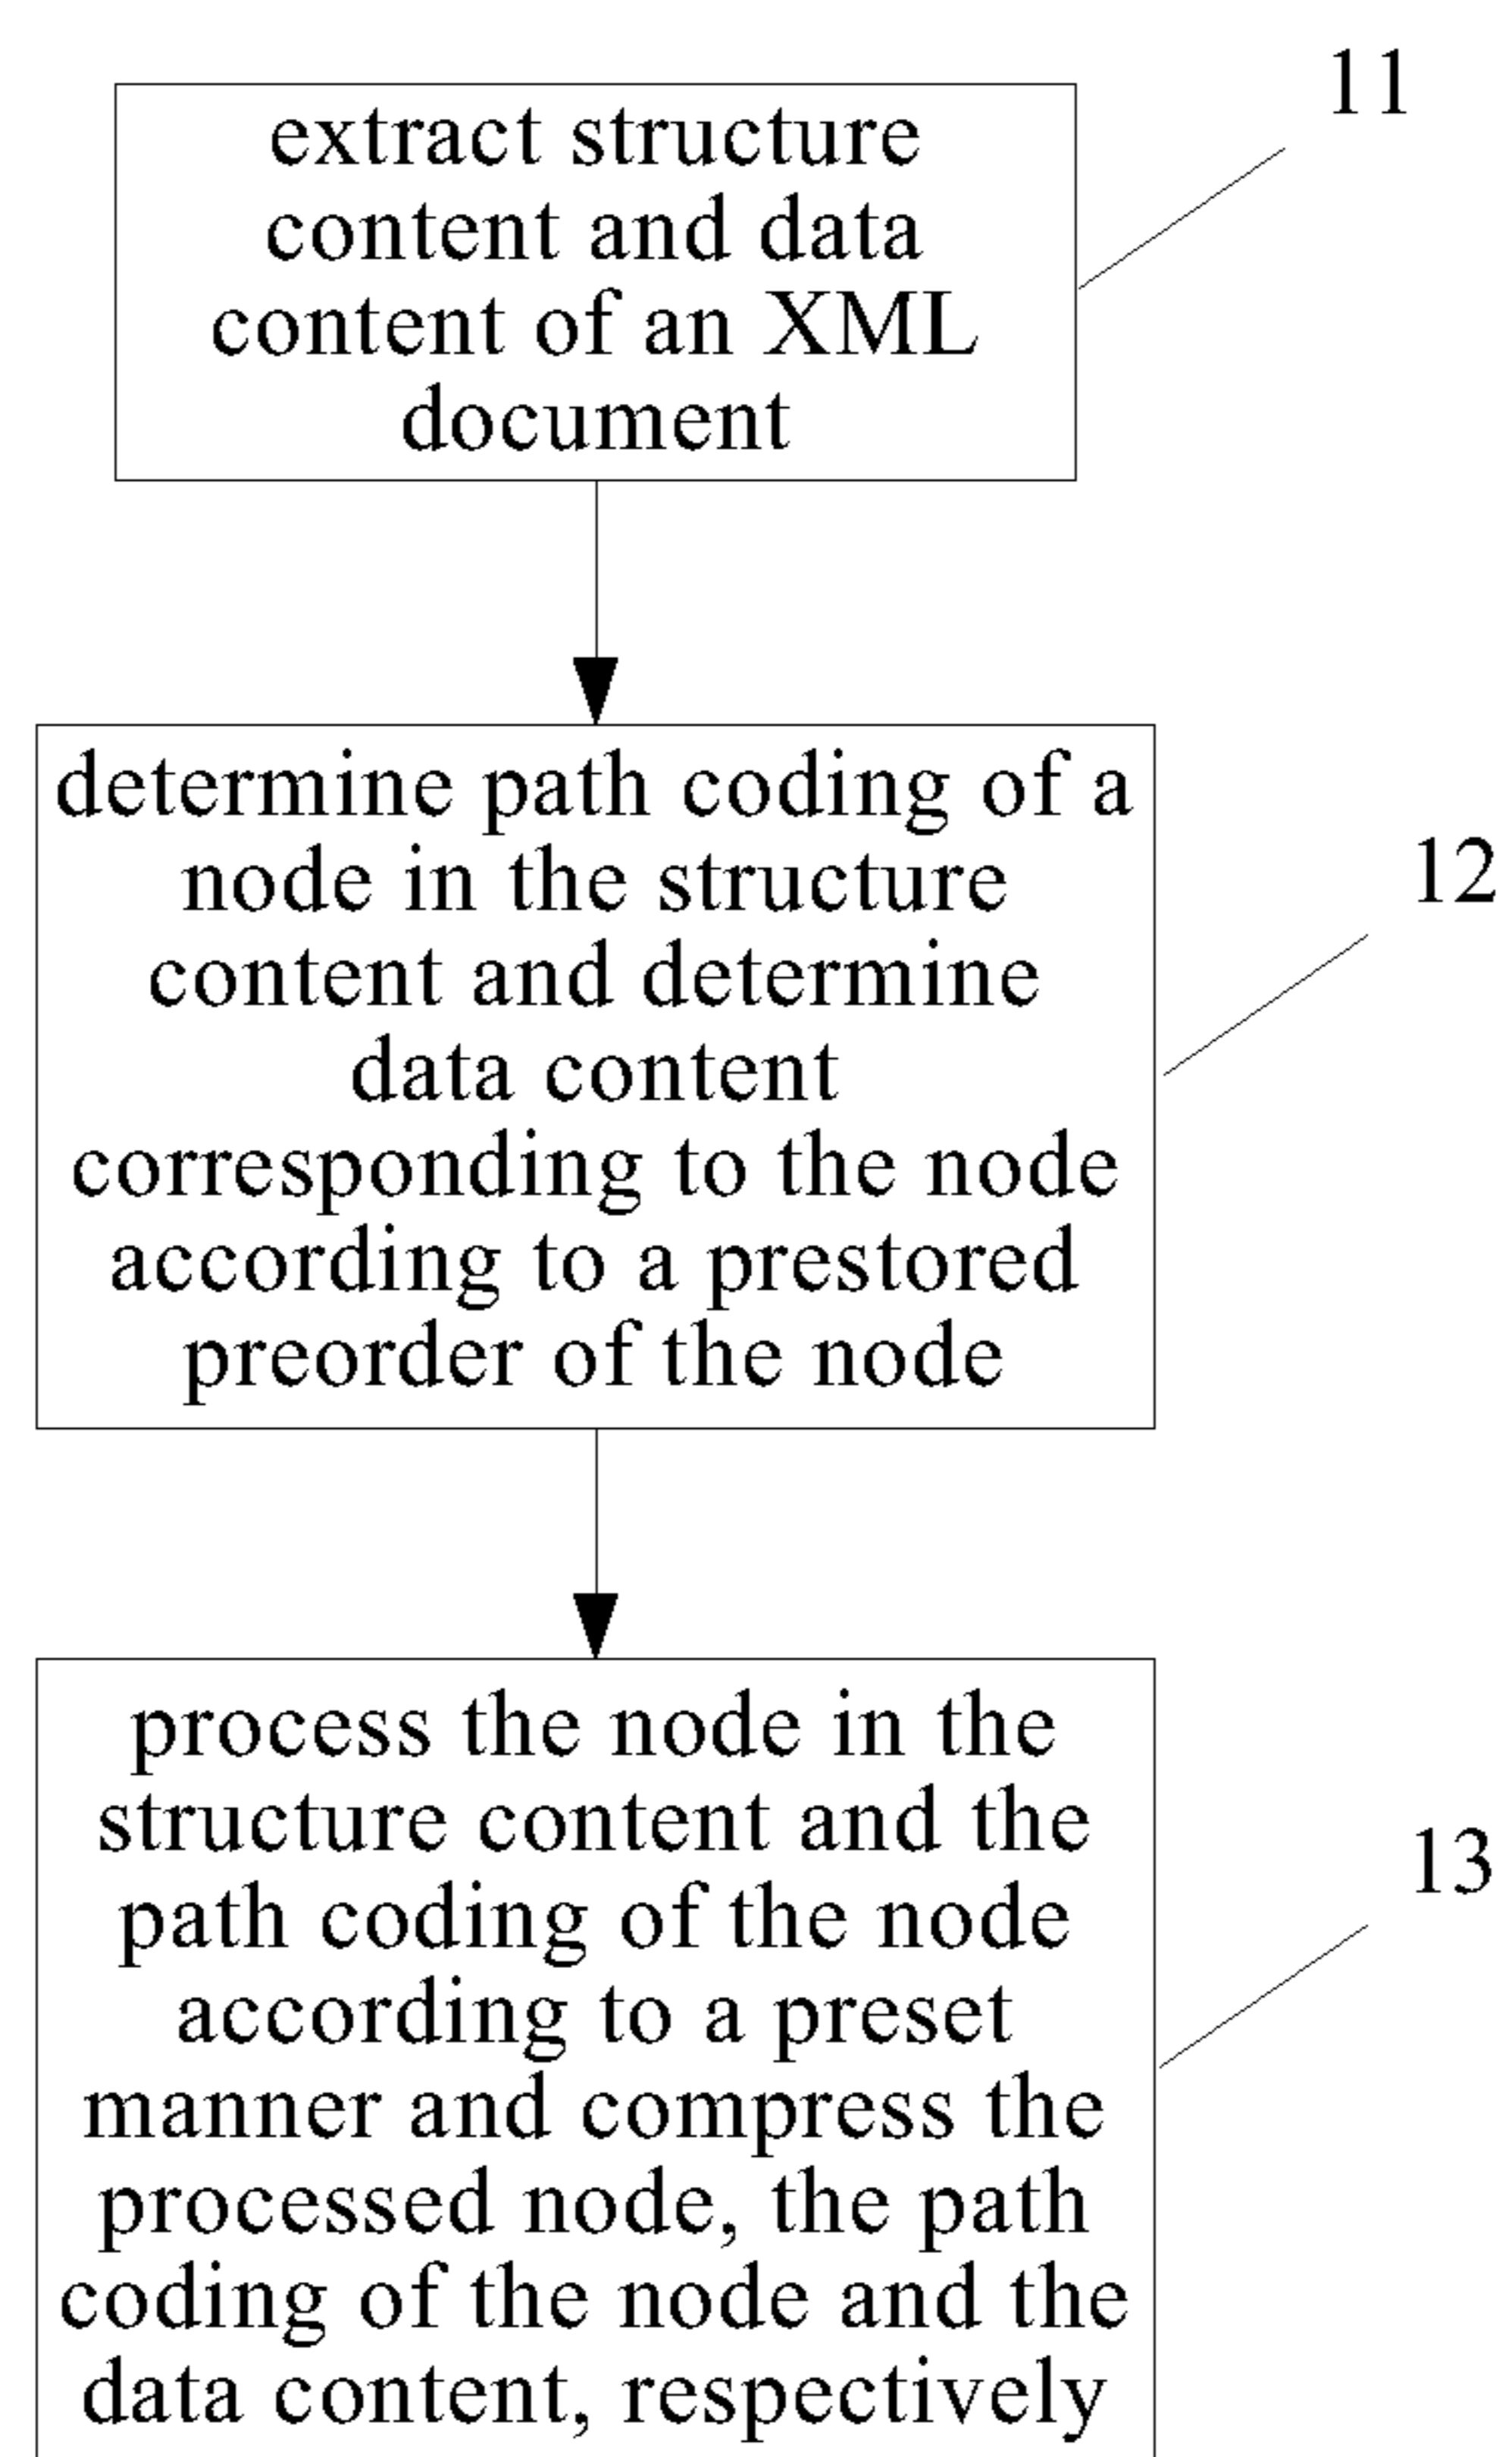 11
extract structure
content and data
content of an XML
document
12
determine path coding of a
node in the structure
content and determine
data content
corresponding to the node
according to a prestored
preorder of the node
13
process the node in the
structure content and the
path coding of the node
according to a preset
manner and compress the
processed node, the path
coding of the node and the
data content, respectively